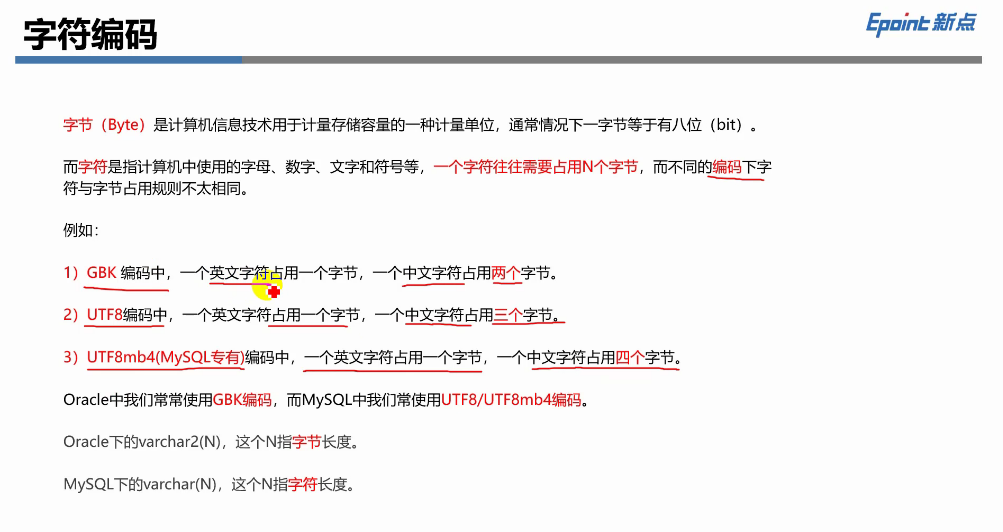 字符编码
Epoint新点
字节（Byte）是计算机信息技术用于计量存储容量的一种计量单位，通常情况下一字节等于有八位（bit）。
而字符是指计算机中使用的字母、数字、文字和符号等，一个字符往往需要占用N个字节，而不同的编码下字
符与字节占用规则不太相同。
例如：
1）GBK 编码中，一个英文字符占用一个字节，一个中文字符占用两个字节。
2）UTF8编码中，一个英文字符占用一个字节，一个中文字符占用三个字节。
3）UTF8mb4(MySQL专有)编码中，一个英文字符占用一个字节，一个中文字符占用四个字节。
Oracle中我们常常使用GBK编码，而MySQL中我们常使用UTF8/UTF8mb4编码。
Oracle下的varchar2(N)，这个N指字节长度。
MySQL下的varchar(N)，这个N指字符长度。